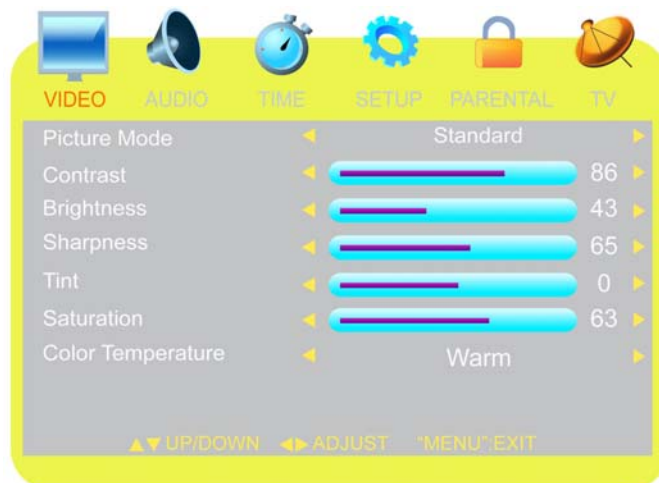 VIDEO AUDIO TIME SETUP PARENTAL TV
Picture Mode Standard
Contrast 86
Brightness 43
Sharpness 65
Tint 0
Saturation 63
Color Temperature Warm
▲▼ UP/DOWN ◀▶ ADJUST "MENU":EXIT